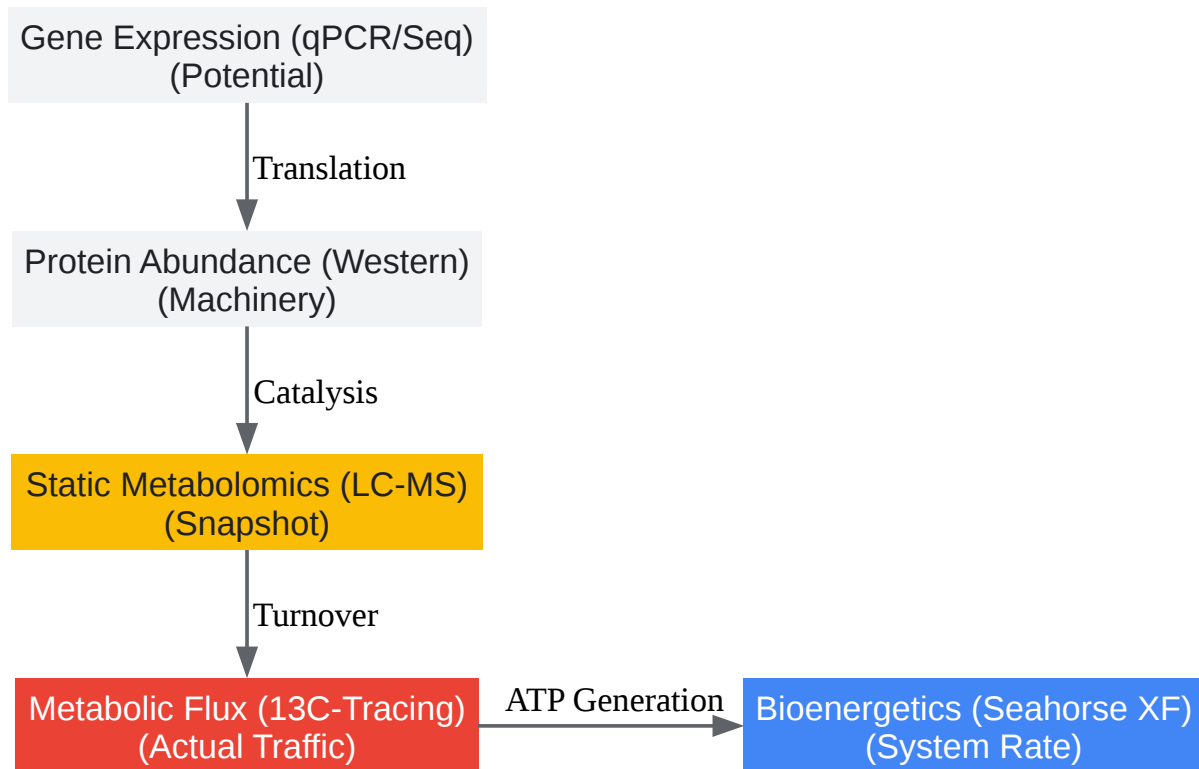 Gene Expression (qPCR/Seq)
(Potential)
Translation
Protein Abundance (Western)
(Machinery)
Catalysis
Static Metabolomics (LC-MS)
(Snapshot)
Turnover
Metabolic Flux (13C-Tracing)
(Actual Traffic)
ATP Generation
Bioenergetics (Seahorse XF)
(System Rate)